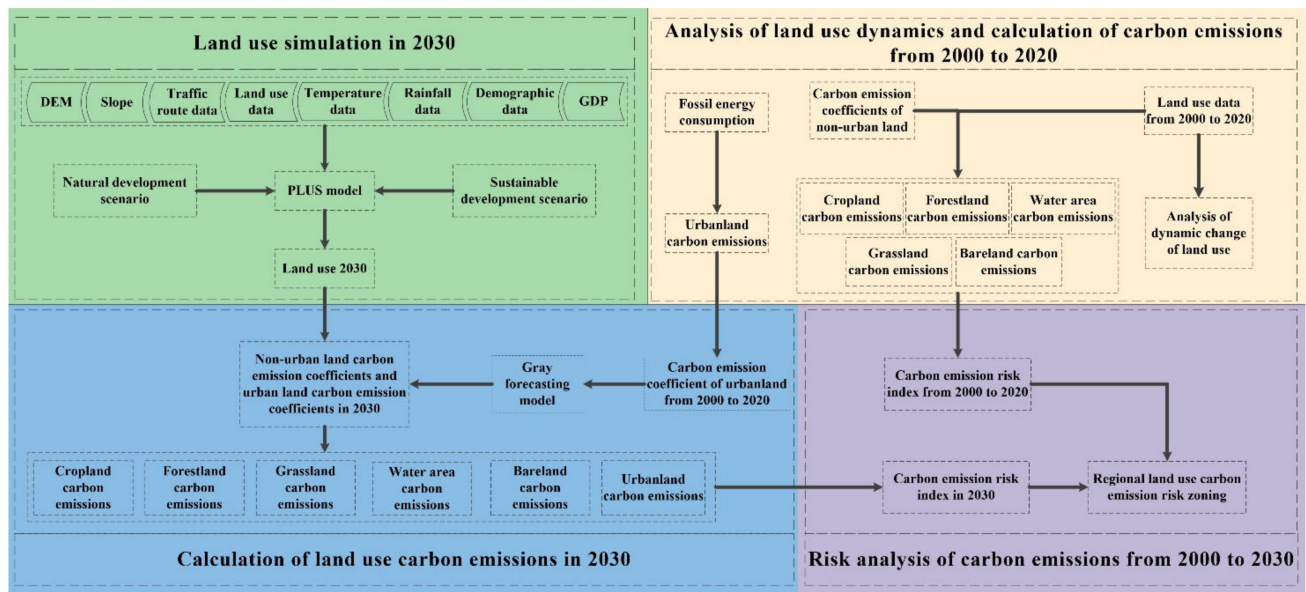 Land use simulation in 2030
DEM
Slope
Traffic
route data
Land use
data
Temperature
data
Rainfall
data
Demographic
data
GDP
Natural development
scenario
PLUS model
Sustainable
development scenario
Land use 2030
Analysis of land use dynamics and calculation of carbon emissions
from 2000 to 2020
Fossil energy
consumption
Carbon emission
coefficients of
non-urban land
Land use data
from 2000 to 2020
Urbanland
carbon emissions
Cropland
carbon emissions
Forestland
carbon emissions
Water area
carbon emissions
Grassland
carbon emissions
Bareland carbon
emissions
Analysis of
dynamic change
of land use
Non-urban land carbon
emission coefficients and
urban land carbon emission
coefficients in 2030
Gray
forecasting
model
Carbon emission
coefficient of urbanland
from 2000 to 2020
Cropland
carbon
emissions
Forestland
carbon
emissions
Grassland
carbon
emissions
Water area
carbon
emissions
Bareland
carbon
emissions
Urbanland
carbon emissions
Calculation of land use carbon emissions in 2030
Carbon emission risk
index from 2000 to 2020
Carbon emission risk
index in 2030
Regional land use carbon
emission risk zoning
Risk analysis of carbon emissions from 2000 to 2030